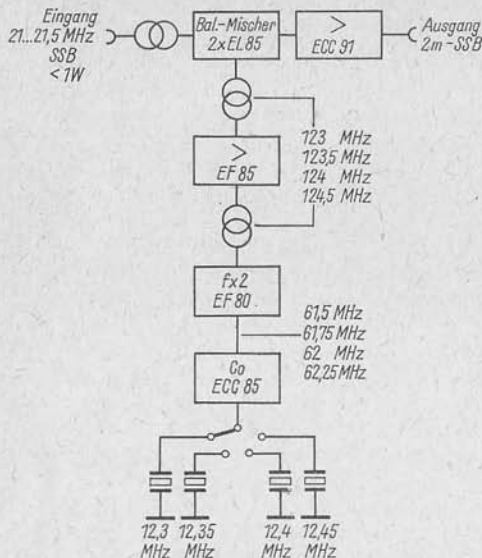 Eingang
21...21,5 MHz
SSB
< 1W
Bal.-Mischer
2xEL 85
>
ECC 91
Ausgang
2m-SSB
>
EF 85
123 MHz
123,5 MHz
124 MHz
124,5 MHz
fx2
EF 80
61,5 MHz
61,75 MHz
62 MHz
62,25 MHz
Co
ECC 85
12,3 MHz
12,35 MHz
12,4 MHz
12,45 MHz